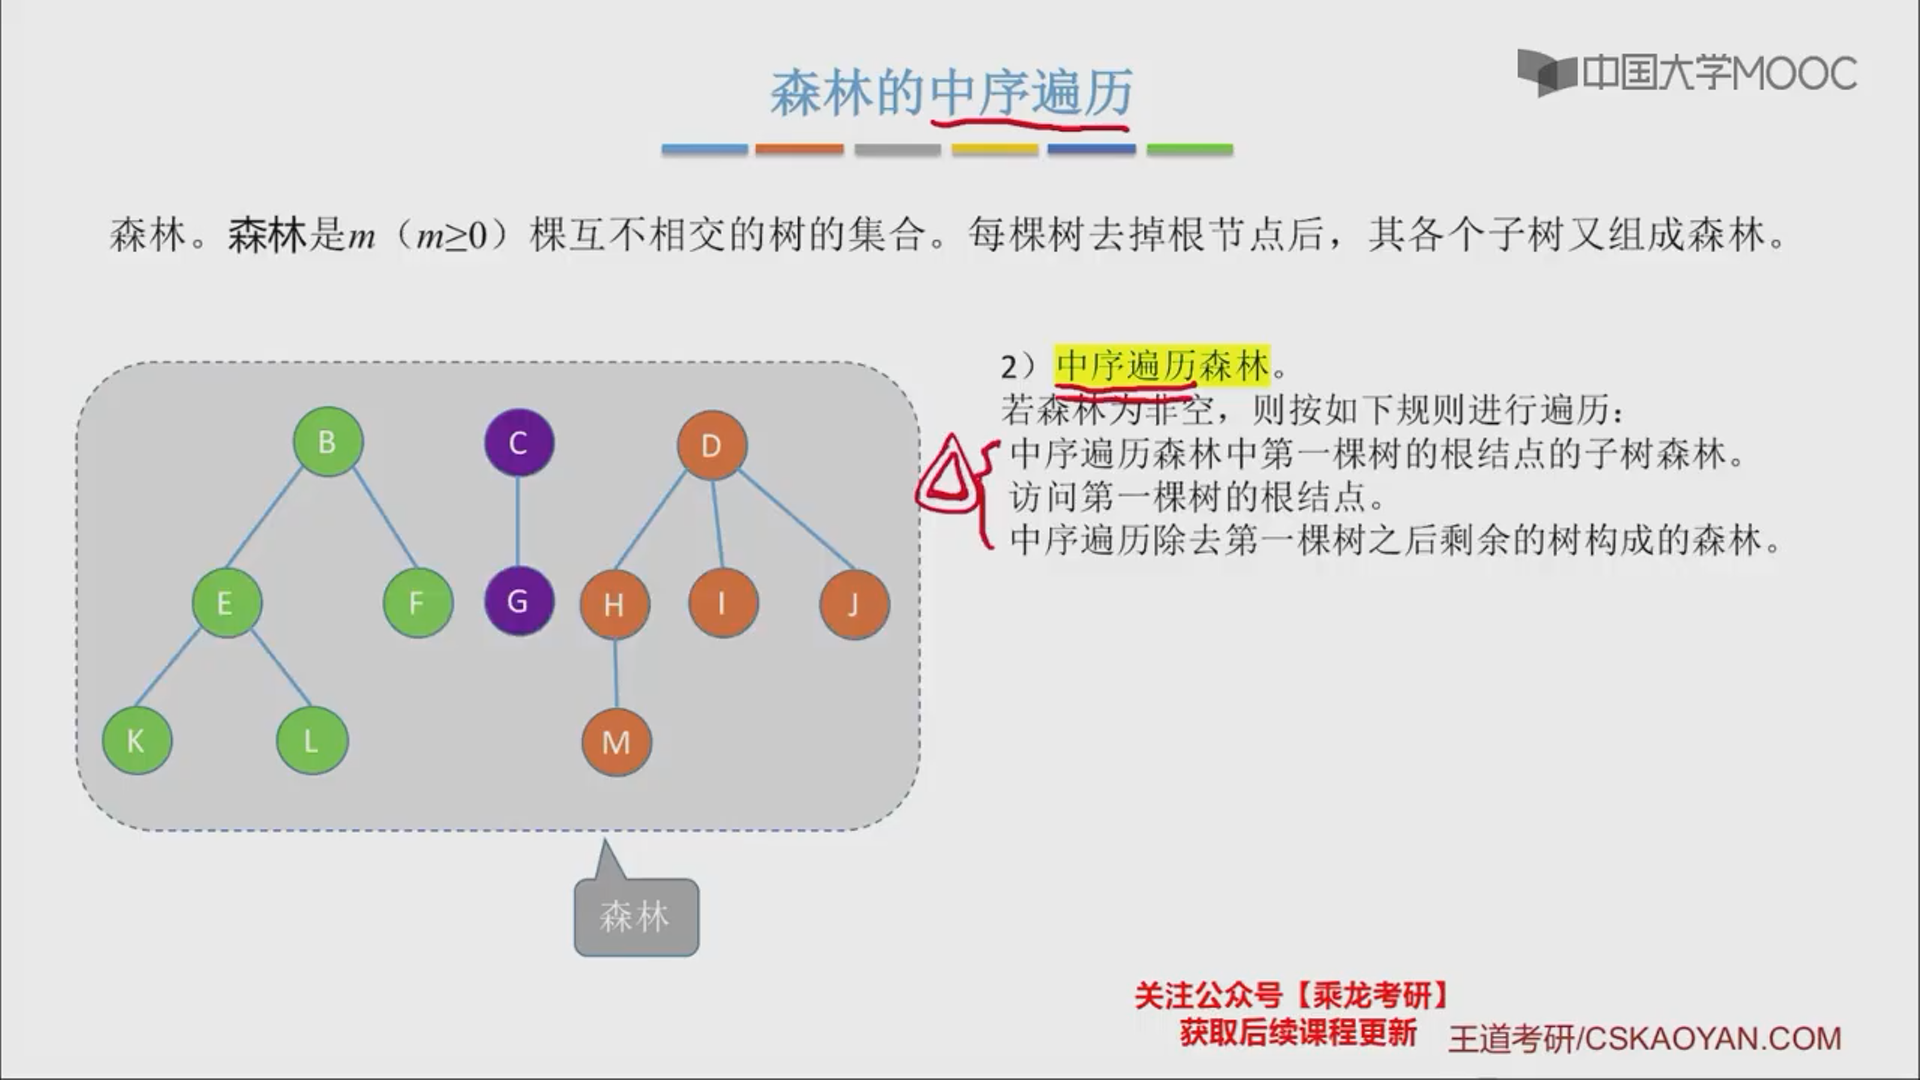 中国大学MOOC
森林的中序遍历
森林。森林是m（m≥0）棵互不相交的树的集合。每棵树去掉根节点后，其各个子树又组成森林。
2）中序遍历森林。
若森林为非空，则按如下规则进行遍历：
中序遍历森林中第一棵树的根结点的子树森林。
访问第一棵树的根结点。
中序遍历除去第一棵树之后剩余的树构成的森林。
B C D
E F G H I J
K L M
森林
关注公众号【乘龙考研】
获取后续课程更新
王道考研/CSKAOYAN.COM